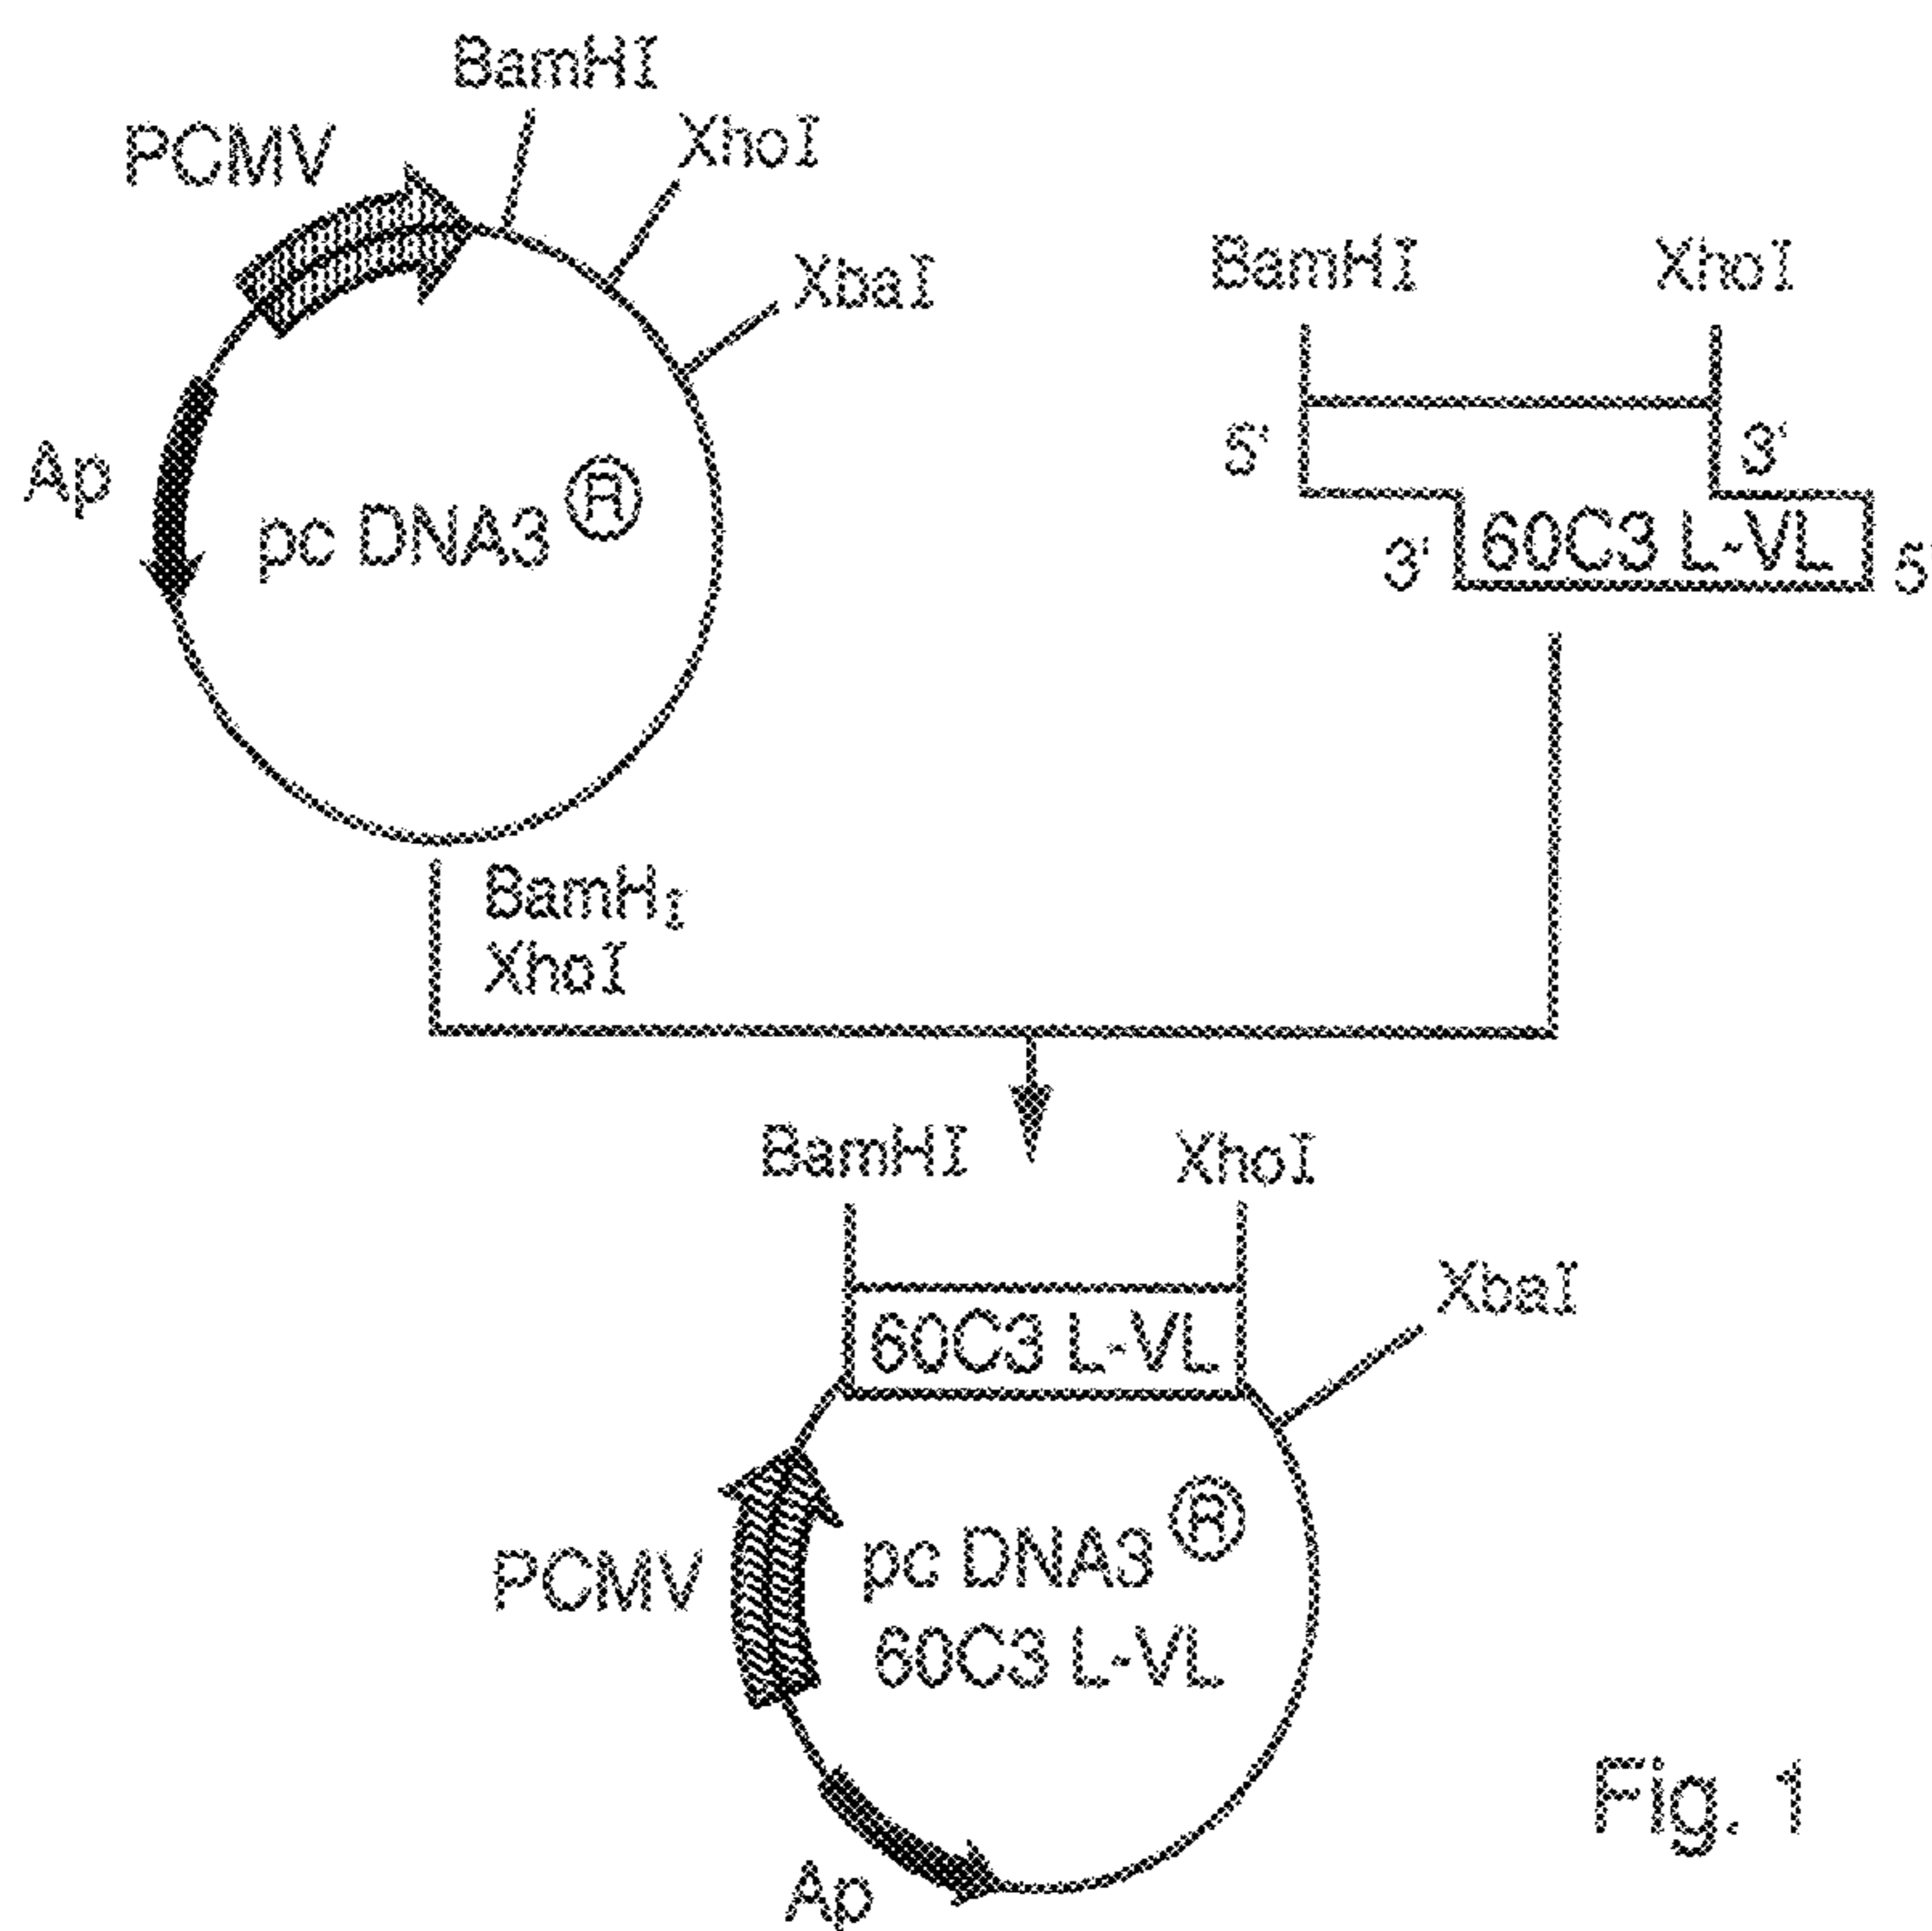 BamHI
PCMV
XhoI
XbaI
Ap
pc DNA3 ®
BamHI
XhoI
5'
3'
3'
60C3 L-VL
5'
BamHI
XhoI
BamHI
XhoI
60C3 L-VL
XbaI
PCMV
pc DNA3 ®
60C3 L-VL
Ap
Fig. 1